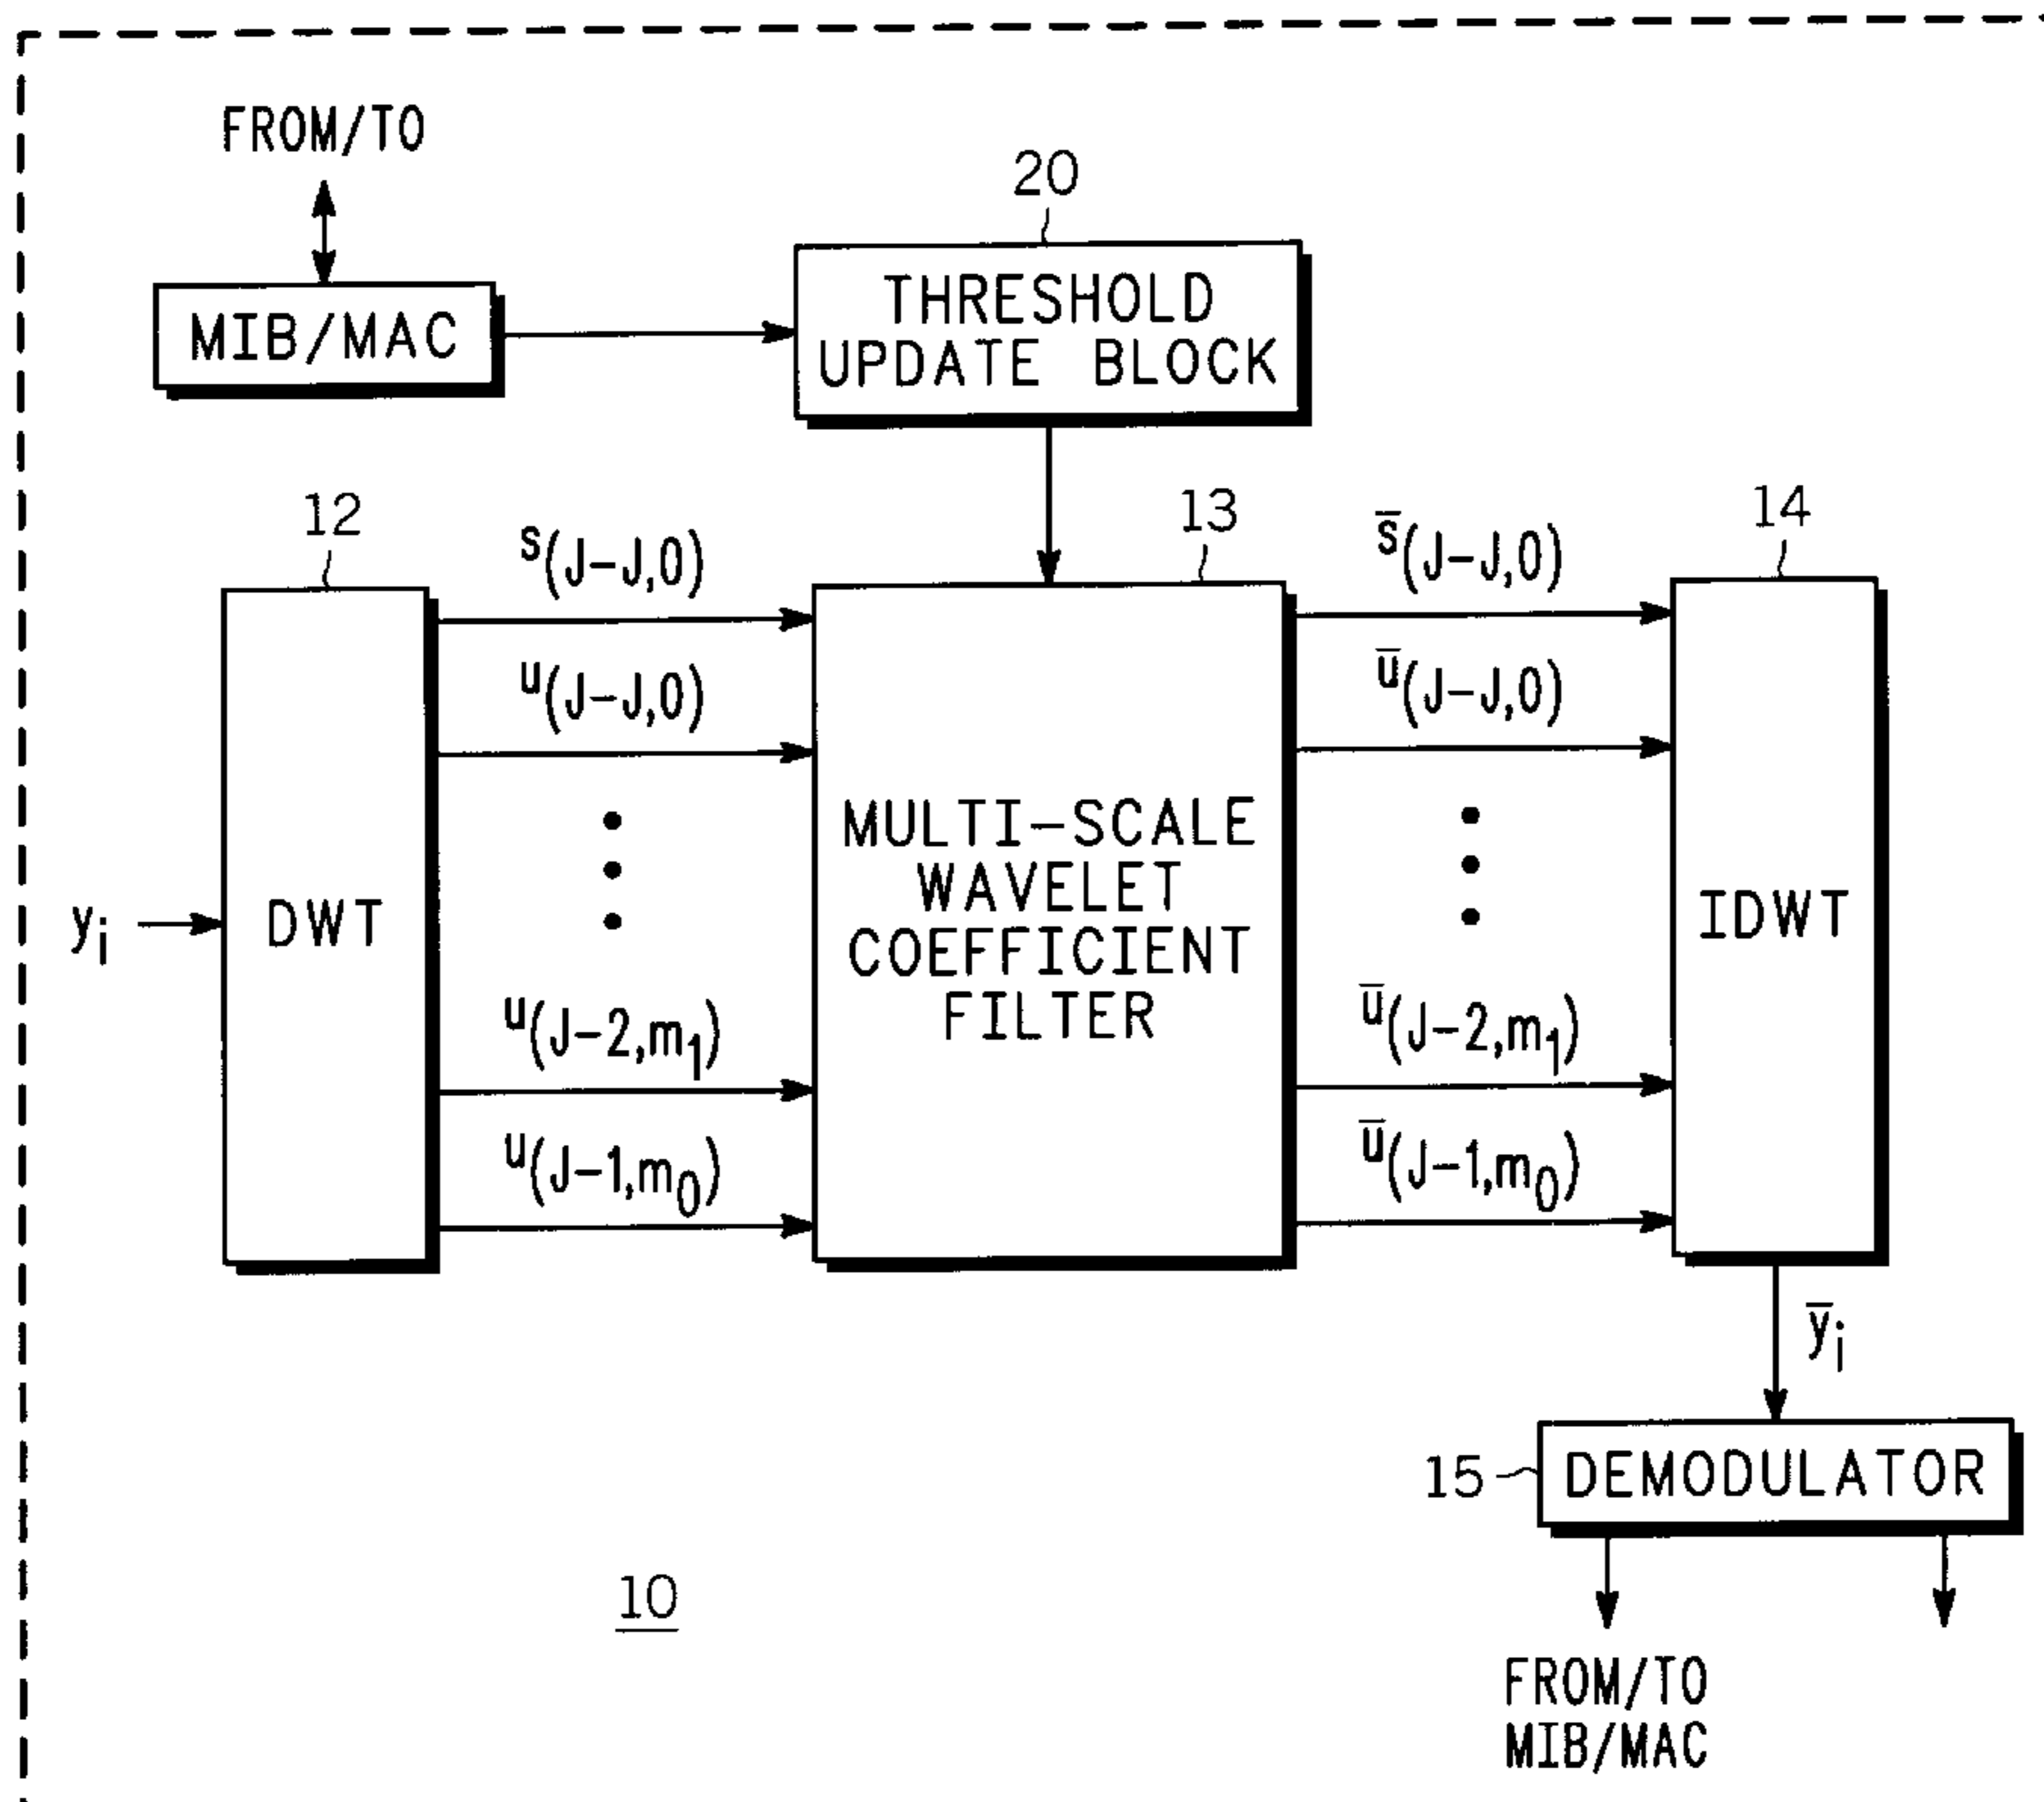 FROM/TO
20
MIB/MAC
THRESHOLD
UPDATE BLOCK
12
s(J-J,0)
13
s̅(J-J,0)
14
u(J-J,0)
u̅(J-J,0)
yi
DWT
MULTI-SCALE
WAVELET
COEFFICIENT
FILTER
IDWT
u(J-2,m1)
u̅(J-2,m1)
u(J-1,m0)
u̅(J-1,m0)
y̅i
15
DEMODULATOR
10
FROM/TO
MIB/MAC